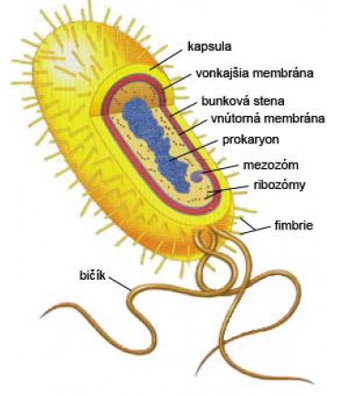 kapsula
vonkajšia membrána
bunková stena
vnútorná membrána
prokaryon
mezozóm
ribozómy
fimbrie
bičík